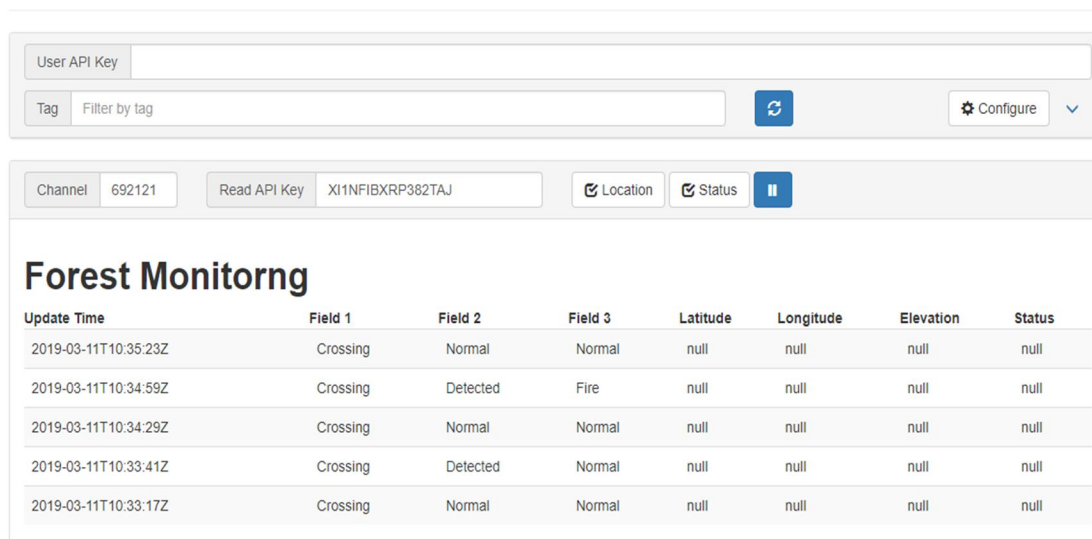 User API Key
Tag Filter by tag Configure
Channel 692121 Read API Key XI1NFIBXRP382TAJ Location Status
Forest Monitorng
Update Time Field 1 Field 2 Field 3 Latitude Longitude Elevation Status
2019-03-11T10:35:23Z Crossing Normal Normal null null null null
2019-03-11T10:34:59Z Crossing Detected Fire null null null null
2019-03-11T10:34:29Z Crossing Normal Normal null null null null
2019-03-11T10:33:41Z Crossing Detected Normal null null null null
2019-03-11T10:33:17Z Crossing Normal Normal null null null null